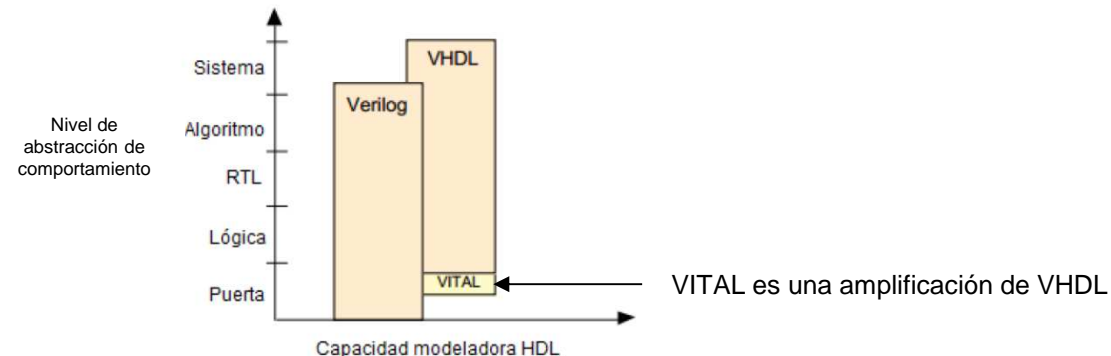 Sistema
VHDL
Verilog
Nivel de
abstracción de
comportamiento
Algoritmo
RTL
Lógica
Puerta
VITAL
VITAL es una amplificación de VHDL
Capacidad modeladora HDL